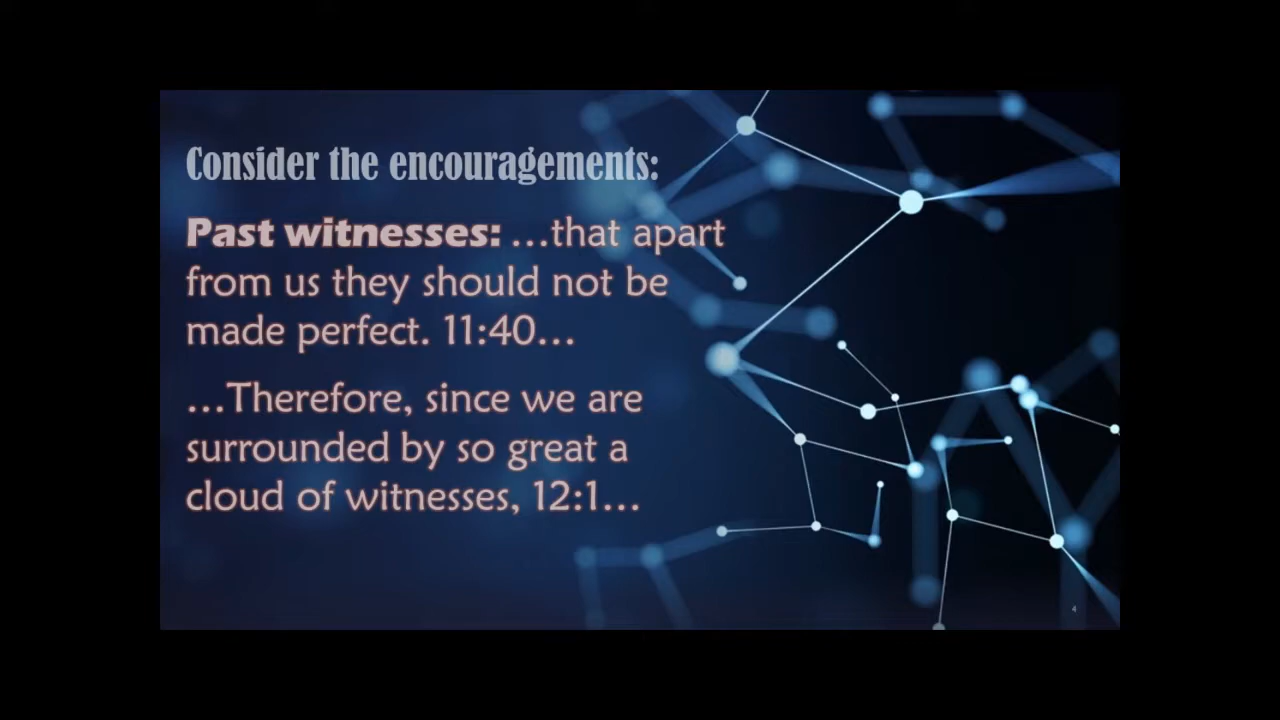 Consider the encouragements:
Past witnesses: …that apart
from us they should not be
made perfect. 11:40…
…Therefore, since we are
surrounded by so great a
cloud of witnesses, 12:1…
4